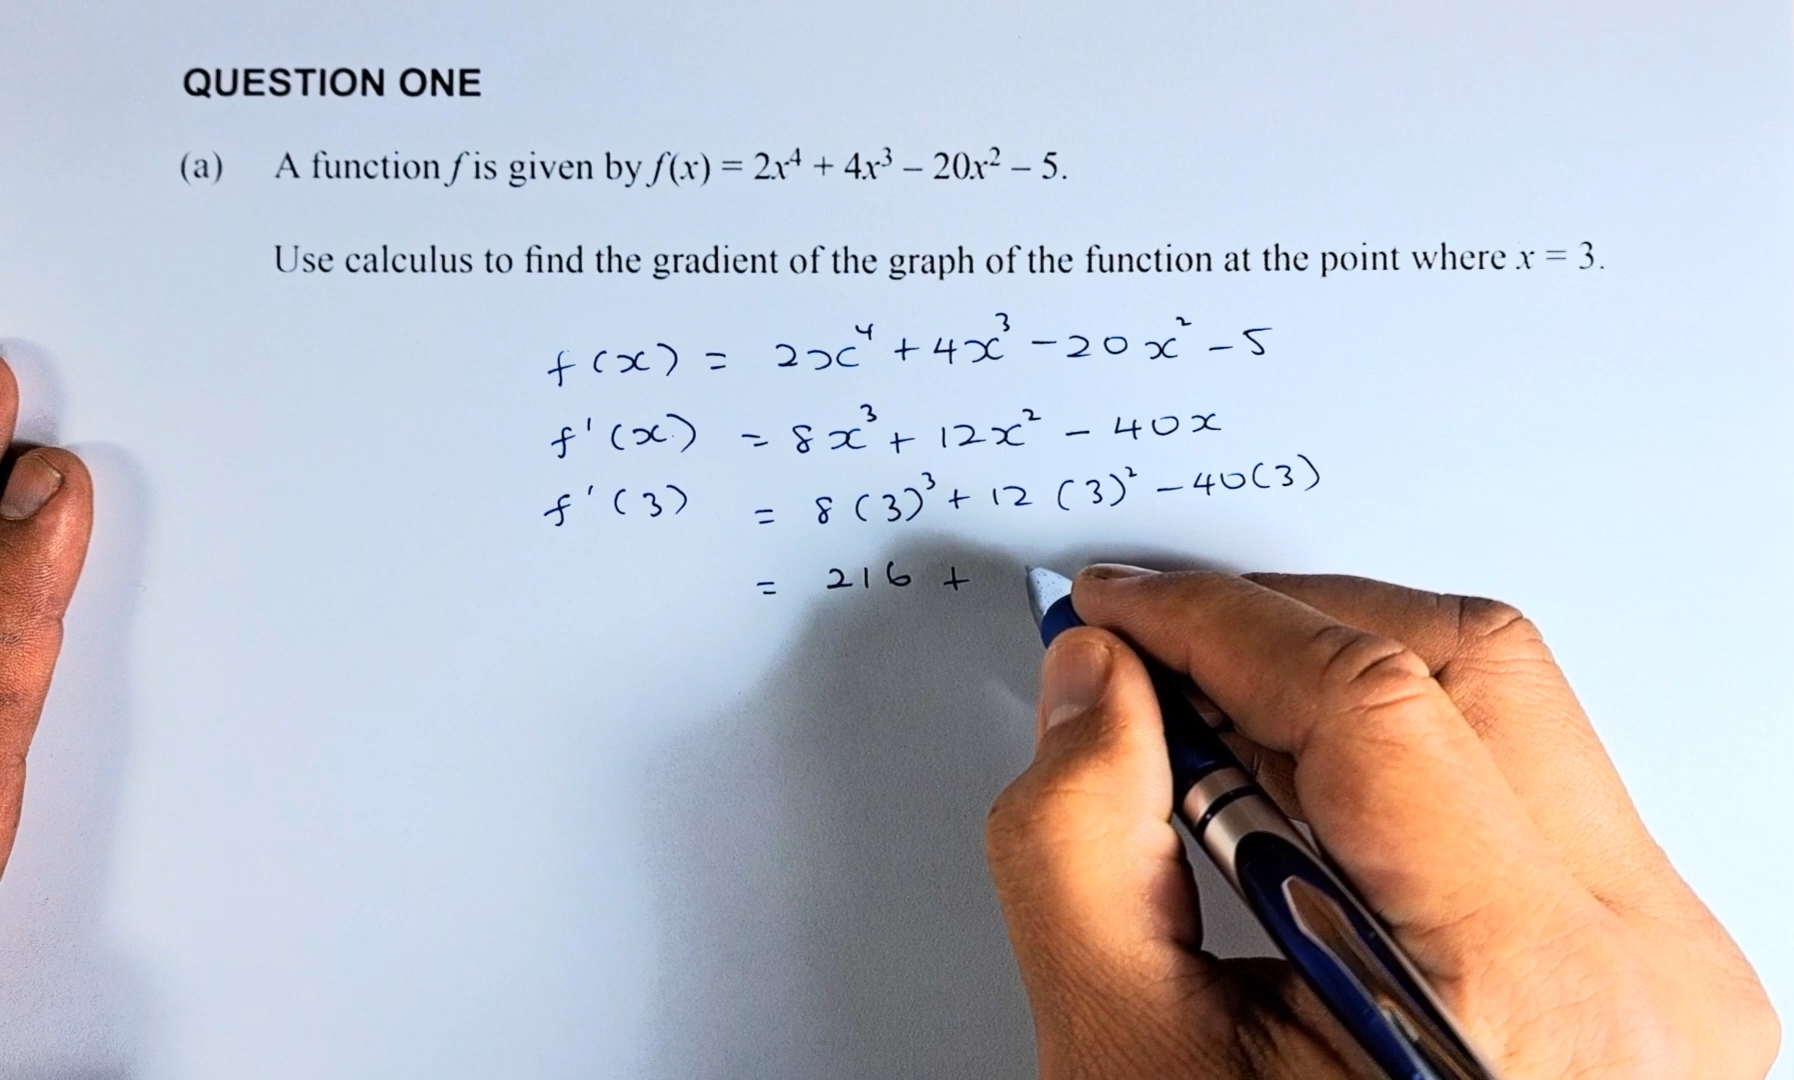 QUESTION ONE
(a) A function f is given by f(x) = 2x⁴ + 4x³ – 20x² – 5.
Use calculus to find the gradient of the graph of the function at the point where x = 3.
f(x) = 2x⁴ + 4x³ – 20x² – 5
f'(x) = 8x³ + 12x² – 40x
f'(3) = 8(3)³ + 12(3)² – 40(3)
= 216 +